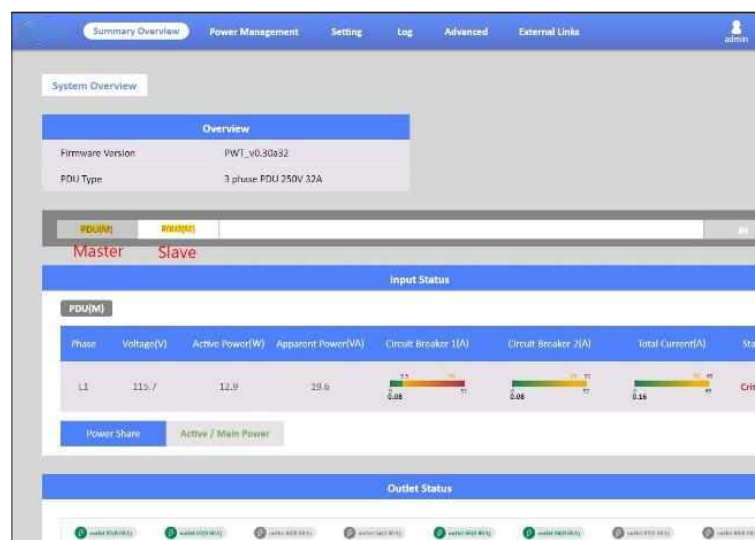 Summary Overview Power Management Setting Log Advanced External Links admin
System Overview
Overview
Firmware Version PWT_v0.30a32
PDU Type 3 phase PDU 250V 32A
PDU(M)
Master Slave
Input Status
PDU(M)
Phase Voltage(V) Active Power(W) Apparent Power(VA) Circuit Breaker 1(A) Circuit Breaker 2(A) Total Current(A) Sta
L1 115.7 12.9 19.6 Crit
0.08 0.08 0.16
Power Share Active / Main Power
Outlet Status